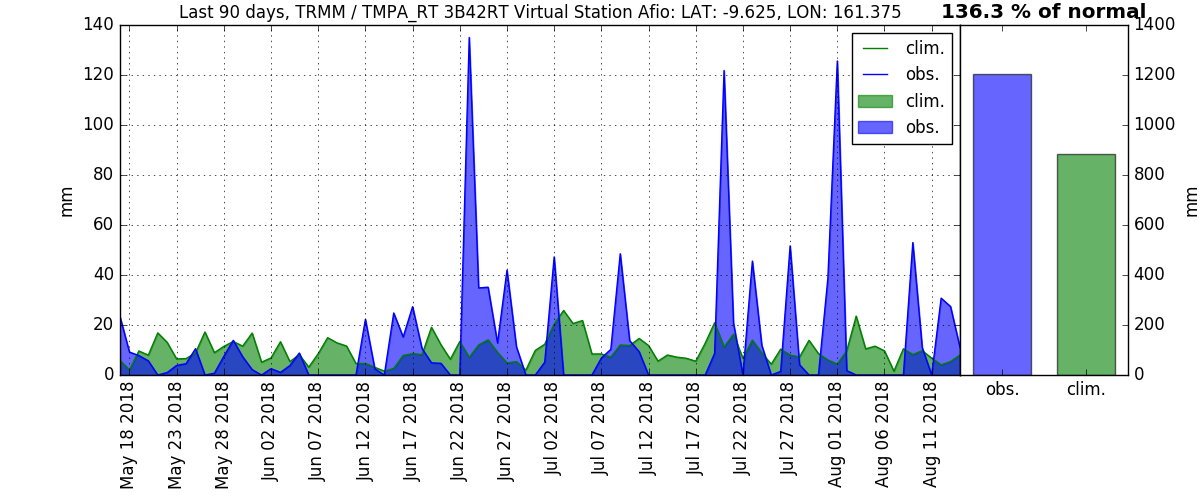 Last 90 days, TRMM / TMPA_RT 3B42RT Virtual Station Afio: LAT: -9.625, LON: 161.375
136.3 % of normal
140
120
100
80
60
40
20
0
mm
clim.
obs.
clim.
obs.
1400
1200
1000
800
600
400
200
0
mm
obs.
clim.
May 18 2018
May 23 2018
May 28 2018
Jun 02 2018
Jun 07 2018
Jun 12 2018
Jun 17 2018
Jun 22 2018
Jun 27 2018
Jul 02 2018
Jul 07 2018
Jul 12 2018
Jul 17 2018
Jul 22 2018
Jul 27 2018
Aug 01 2018
Aug 06 2018
Aug 11 2018